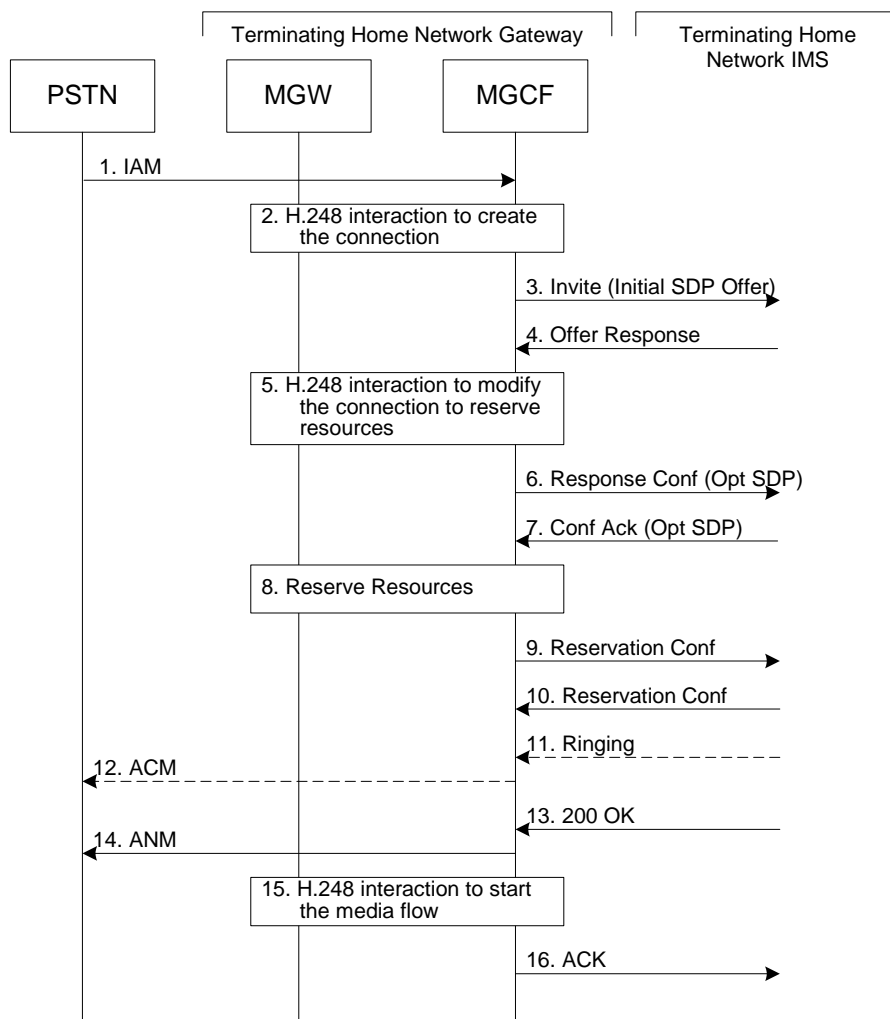 Terminating Home Network Gateway
Terminating Home
Network IMS
PSTN
MGW
MGCF
1. IAM
2. H.248 interaction to create
the connection
3. Invite (Initial SDP Offer)
4. Offer Response
5. H.248 interaction to modify
the connection to reserve
resources
6. Response Conf (Opt SDP)
7. Conf Ack (Opt SDP)
8. Reserve Resources
9. Reservation Conf
10. Reservation Conf
11. Ringing
12. ACM
13. 200 OK
14. ANM
15. H.248 interaction to start
the media flow
16. ACK